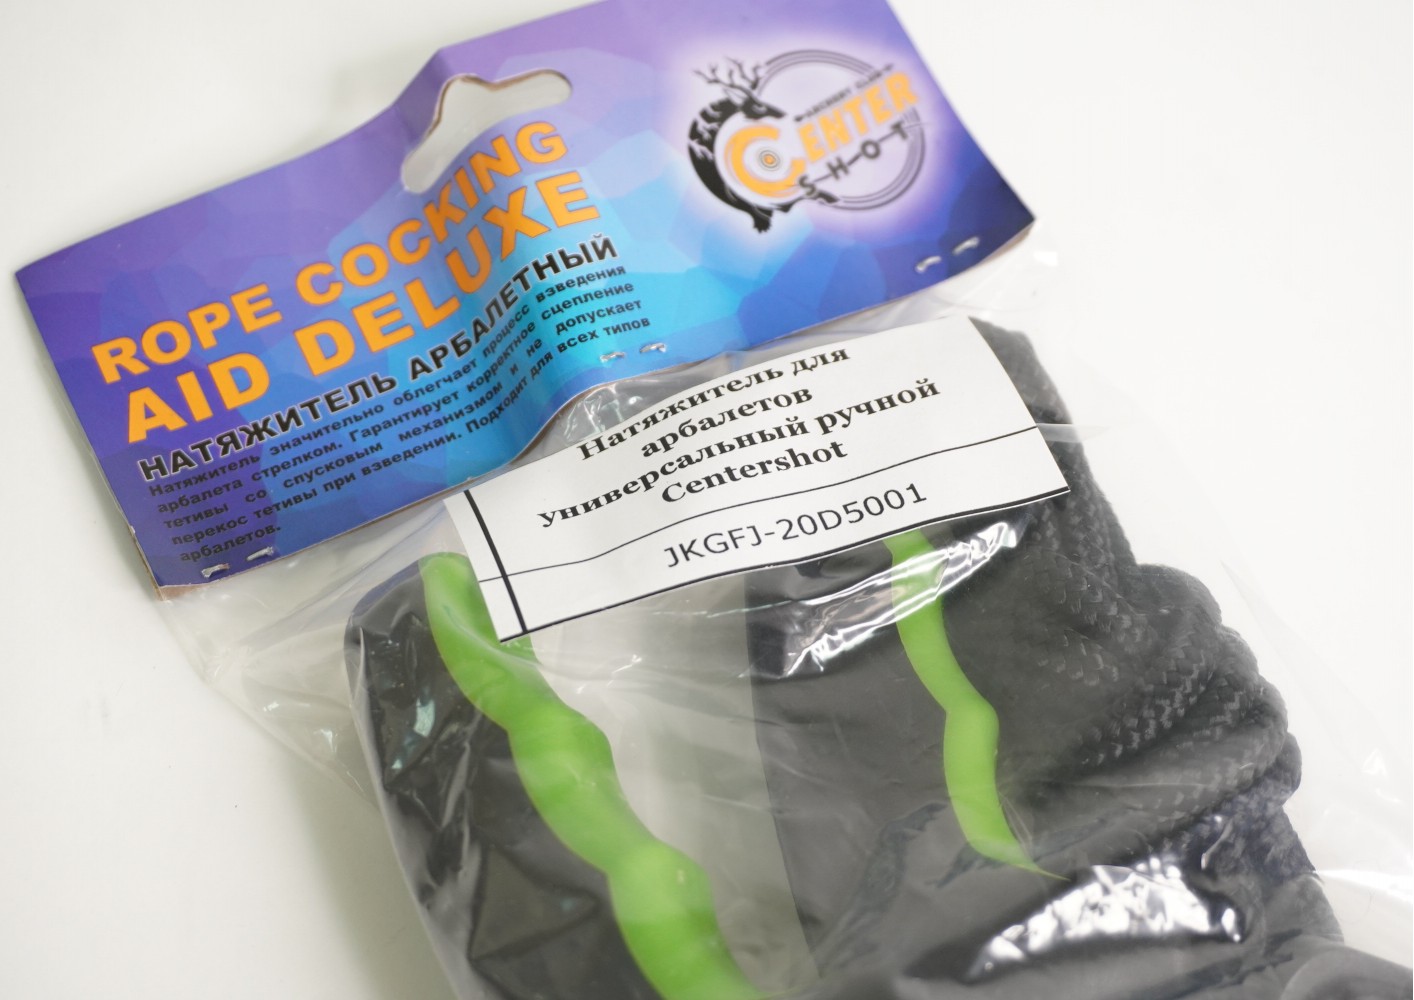 ROPE COCKING
AID DELUXE
НАТЯЖИТЕЛЬ АРБАЛЕТНЫЙ
Натяжитель значительно облегчает процесс взведения
арбалета стрелком. Гарантирует корректное сцепление
тетивы со спусковым механизмом и не допускает
перекос тетивы при взведении. Подходит для всех типов
арбалетов.
ARCHERY CLUB
CENTER
SHOT
Натяжитель для
арбалетов
универсальный ручной
Centershot
JKGFJ-20D5001